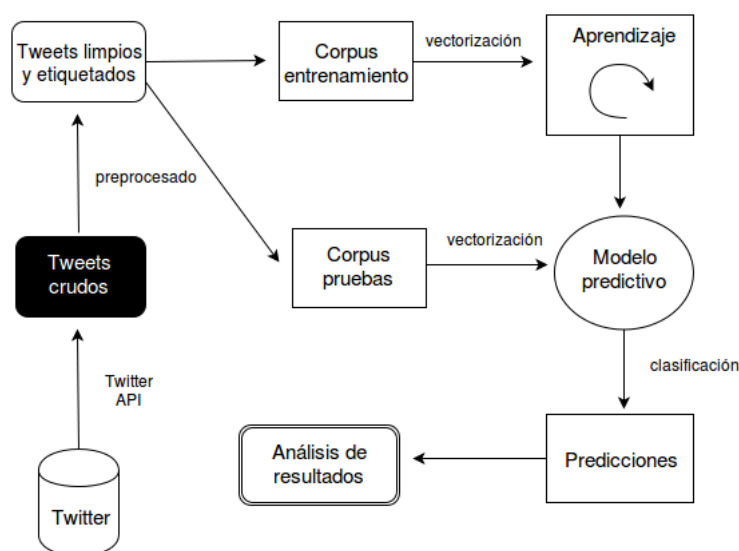 Tweets limpios
y etiquetados
Corpus
entrenamiento
vectorización
Aprendizaje
preprocesado
Tweets
crudos
Corpus
pruebas
vectorización
Modelo
predictivo
Twitter
API
clasificación
Análisis de
resultados
Predicciones
Twitter